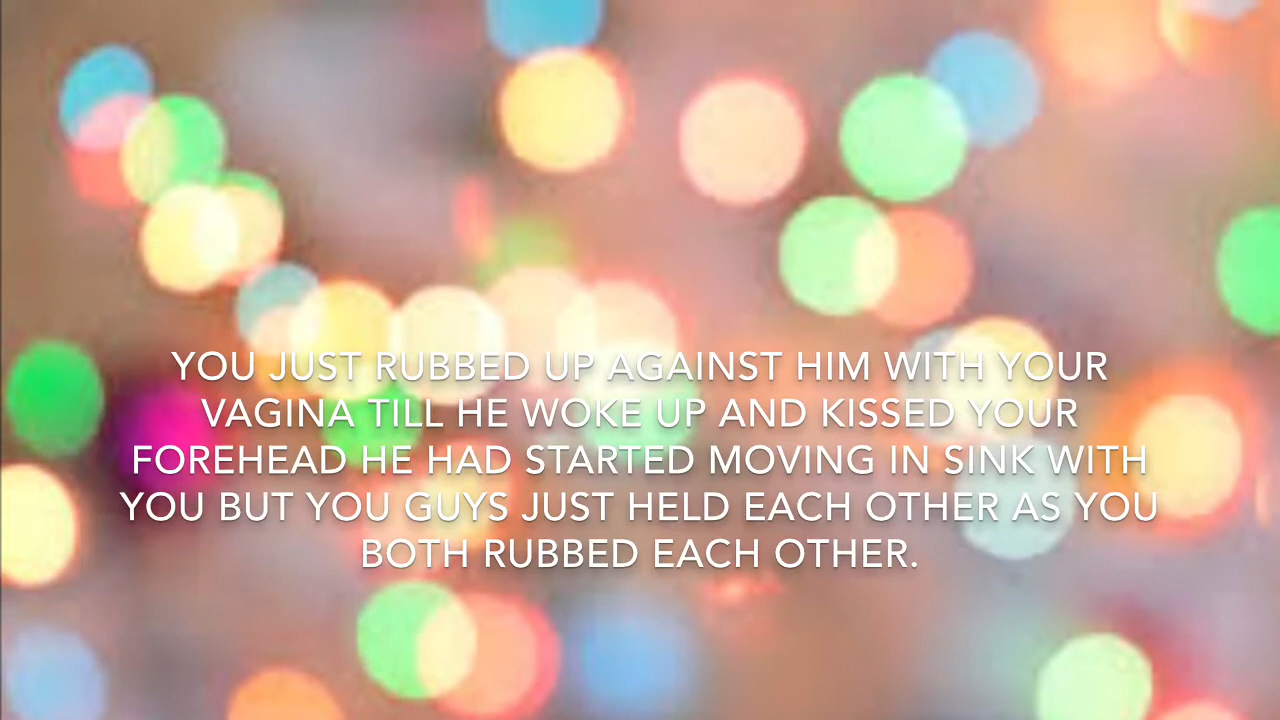 YOU JUST RUBBED UP AGAINST HIM WITH YOUR
VAGINA TILL HE WOKE UP AND KISSED YOUR
FOREHEAD HE HAD STARTED MOVING IN SINK WITH
YOU BUT YOU GUYS JUST HELD EACH OTHER AS YOU
BOTH RUBBED EACH OTHER.